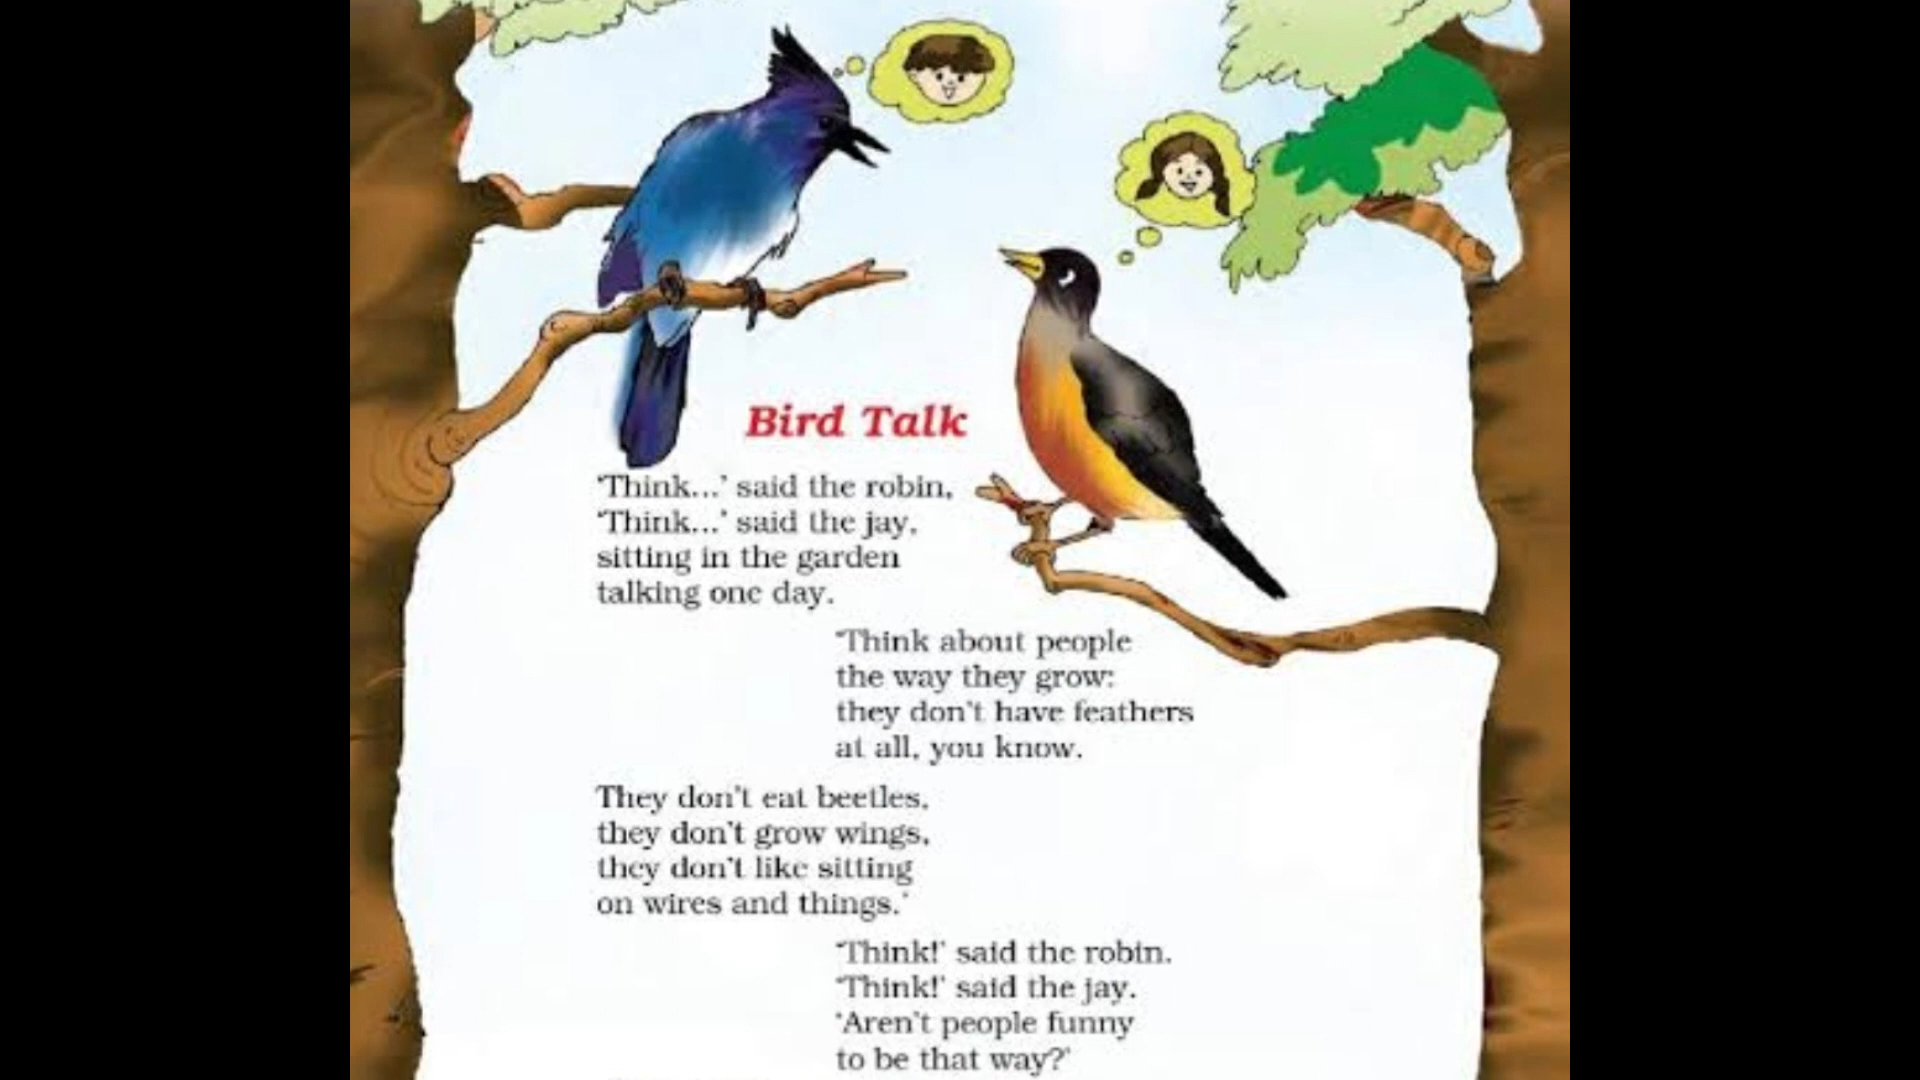 Bird Talk
‘Think...’ said the robin,
‘Think...’ said the jay,
sitting in the garden
talking one day.
‘Think about people
the way they grow:
they don’t have feathers
at all, you know.
They don’t eat beetles,
they don’t grow wings,
they don’t like sitting
on wires and things.’
‘Think!’ said the robin.
‘Think!’ said the jay.
‘Aren’t people funny
to be that way?’